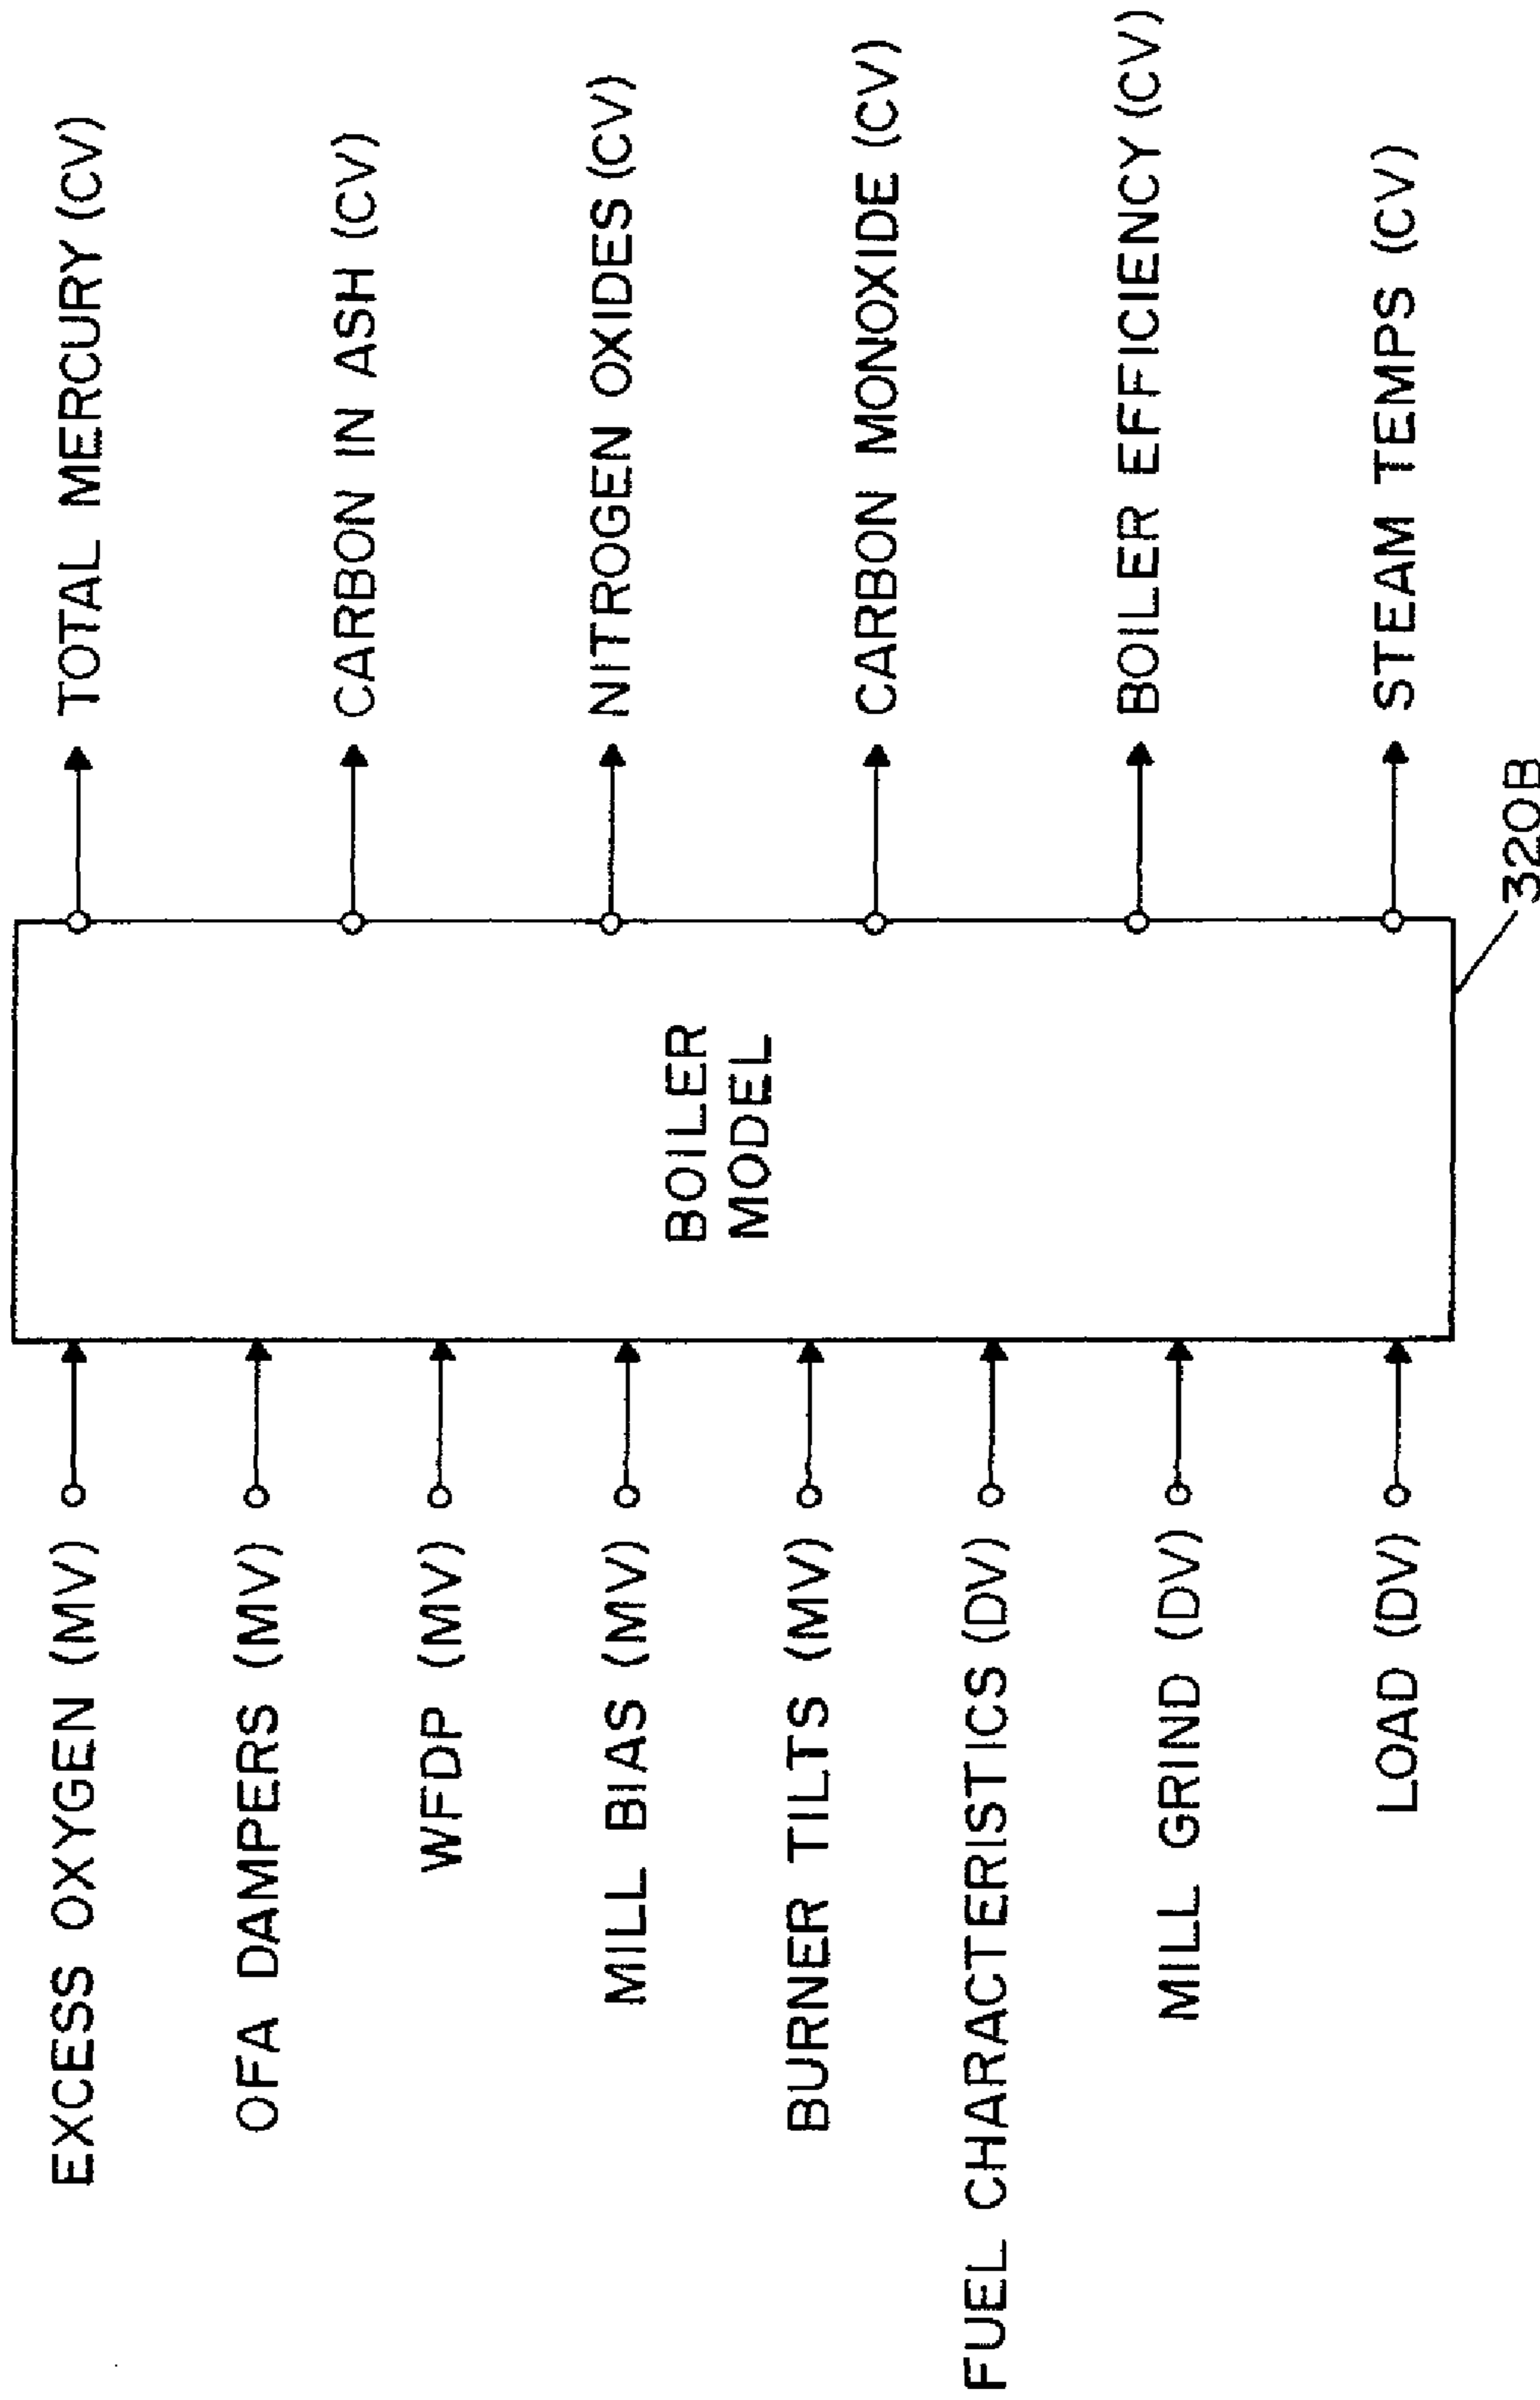 EXCESS OXYGEN (MV)
OFA DAMPERS (MV)
WFDP (MV)
MILL BIAS (MV)
BURNER TILTS (MV)
FUEL CHARACTERISTICS (DV)
MILL GRIND (DV)
LOAD (DV)
BOILER
MODEL
TOTAL MERCURY (CV)
CARBON IN ASH (CV)
NITROGEN OXIDES (CV)
CARBON MONOXIDE (CV)
BOILER EFFICIENCY (CV)
STEAM TEMPS (CV)
320B